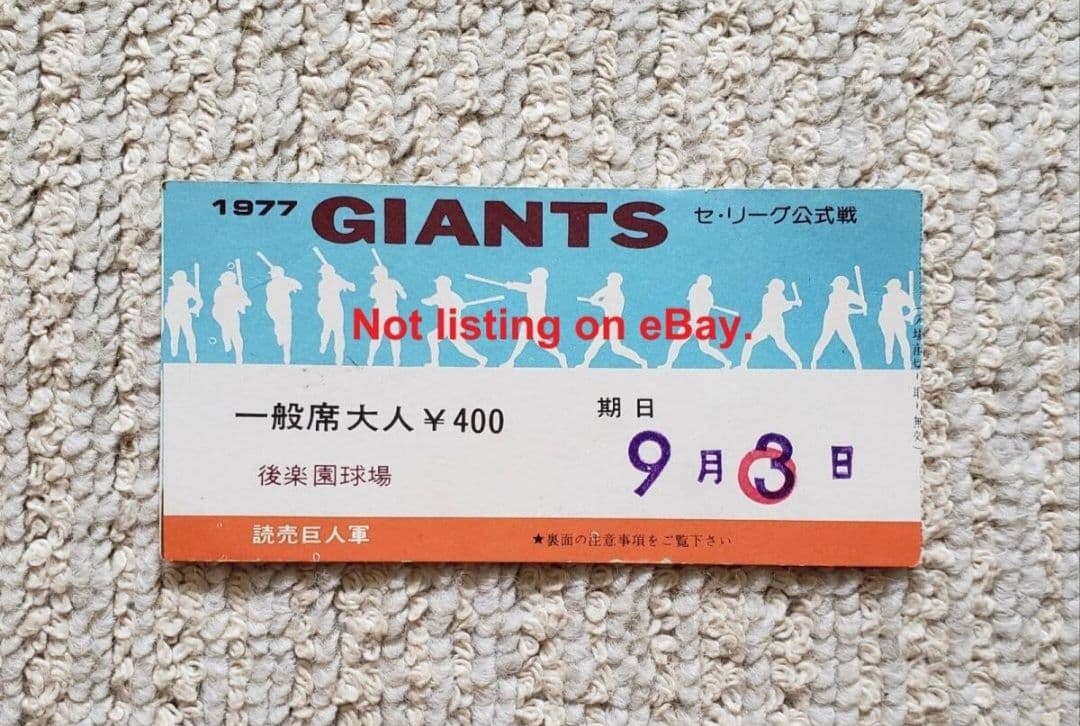 1977 GIANTS セ・リーグ公式戦
Not listing on eBay.
一般席大人 ¥400
期日
9月3日
後楽園球場
読売巨人軍
★裏面の注意事項をご覧下さい